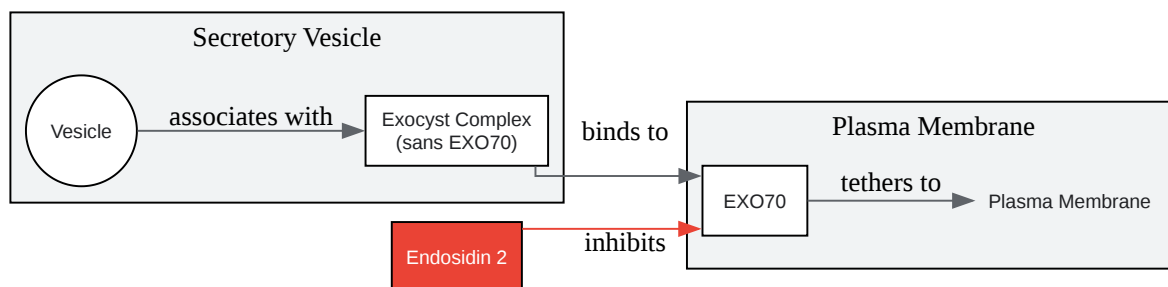 Secretory Vesicle
Vesicle
associates with
Exocyst Complex
(sans EXO70)
binds to
Plasma Membrane
EXO70
tethers to
Plasma Membrane
Endosidin 2
inhibits